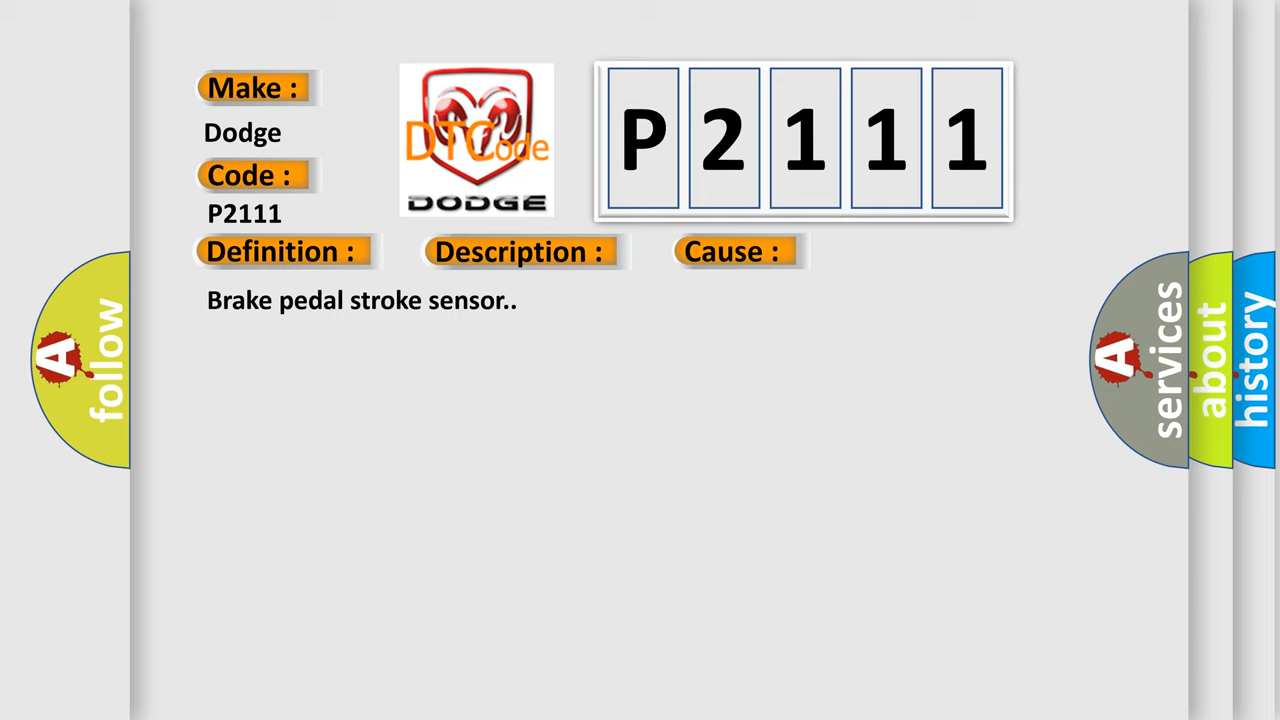 Make :
Dodge
Code :
P2111
DTCode
DODGE
P 2 1 1 1
Definition :
Description :
Cause :
Brake pedal stroke sensor..
A follow
A services
about
history